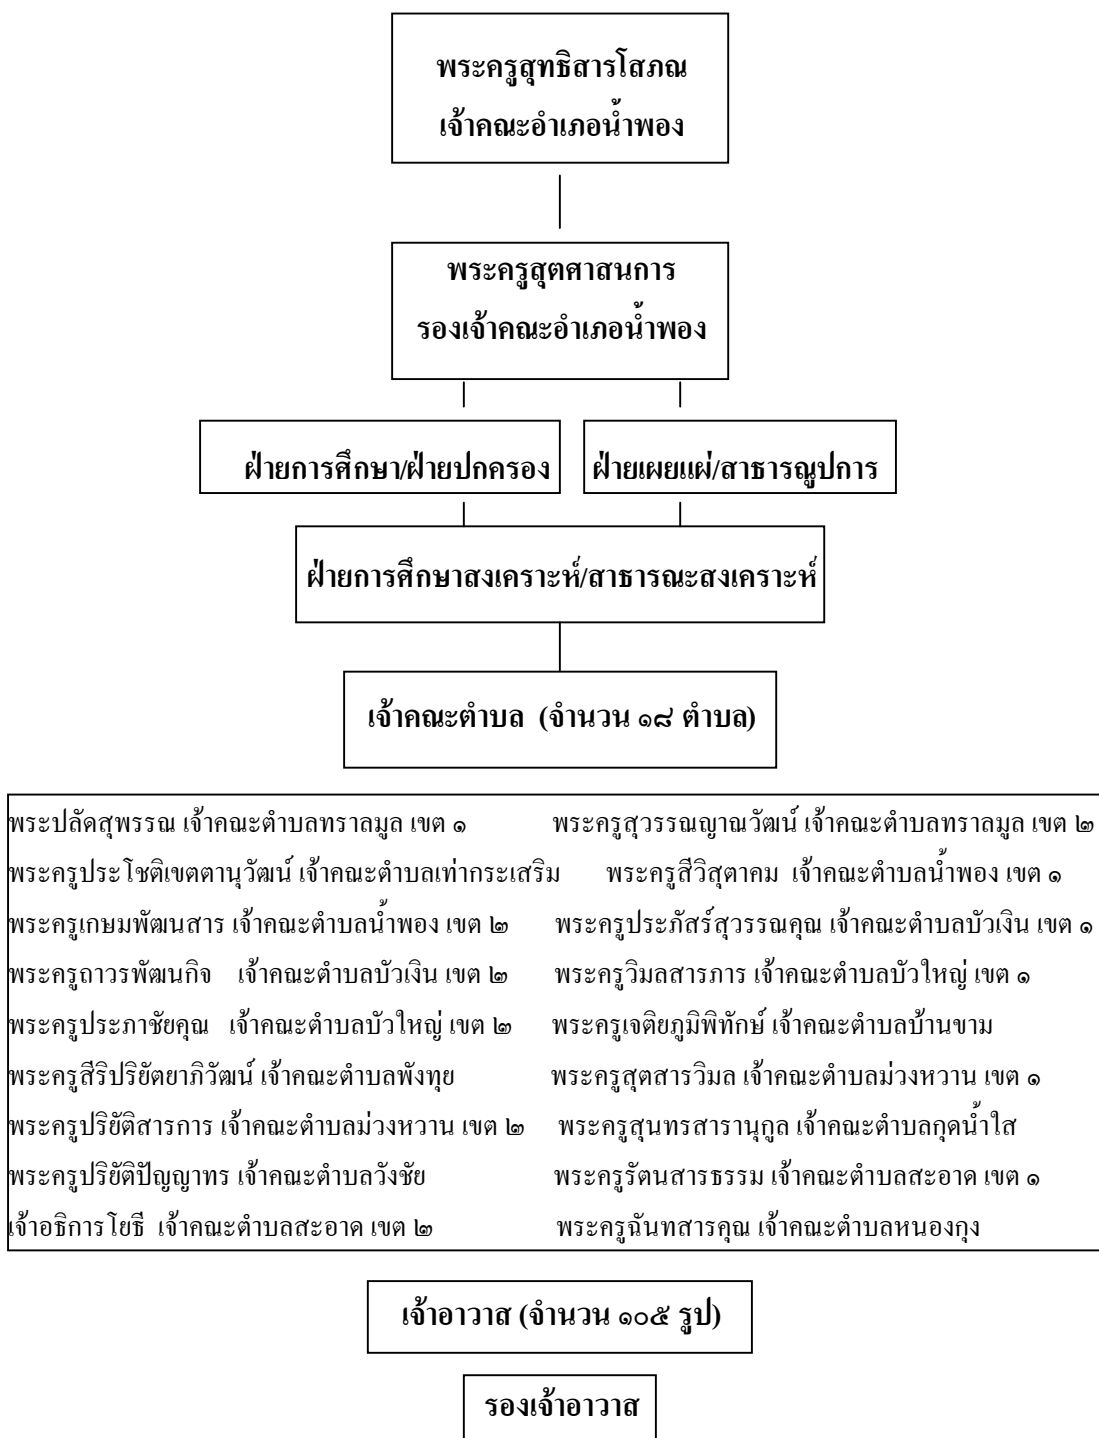 พระครูสุทธิสารโสภณ
เจ้าคณะอำเภอน้ำพอง
พระครูสุตศาสนการ
รองเจ้าคณะอำเภอน้ำพอง
ฝ่ายการศึกษา/ฝ่ายปกครอง ฝ่ายเผยแผ่/สาธารณูปการ
ฝ่ายการศึกษาสงเคราะห์/สาธารณะสงเคราะห์
เจ้าคณะตำบล (จำนวน ๑๘ ตำบล)
พระปลัดสุพรรณ เจ้าคณะตำบลทราลมูล เขต ๑ พระครูสุวรรณญาณวัฒน์ เจ้าคณะตำบลทราลมูล เขต ๒
พระครูประโชติเขตตานุวัฒน์ เจ้าคณะตำบลเท่ากระเสริม พระครูสีวิสุตาคม เจ้าคณะตำบลน้ำพอง เขต ๑
พระครูเกษมพัฒนสาร เจ้าคณะตำบลน้ำพอง เขต ๒ พระครูประภัสร์สุวรรณคุณ เจ้าคณะตำบลบัวเงิน เขต ๑
พระครูถาวรพัฒนกิจ เจ้าคณะตำบลบัวเงิน เขต ๒ พระครูวิมลสารภาร เจ้าคณะตำบลบัวใหญ่ เขต ๑
พระครูประภาชัยคุณ เจ้าคณะตำบลบัวใหญ่ เขต ๒ พระครูเจติยภูมิพิทักษ์ เจ้าคณะตำบลบ้านขาม
พระครูสีริปริยัตยาภิวัฒน์ เจ้าคณะตำบลพังทุย พระครูสุตสารวิมล เจ้าคณะตำบลม่วงหวาน เขต ๑
พระครูปริยัติสารการ เจ้าคณะตำบลม่วงหวาน เขต ๒ พระครูสุนทรสารานุกูล เจ้าคณะตำบลกุดน้ำใส
พระครูปริยัติปัญญาทร เจ้าคณะตำบลวังชัย พระครูรัตนสารธรรม เจ้าคณะตำบลสะอาด เขต ๑
เจ้าอธิการโยธี เจ้าคณะตำบลสะอาด เขต ๒ พระครูฉันทสารคุณ เจ้าคณะตำบลหนองกุง
เจ้าอาวาส (จำนวน ๑๐๕ รูป)
รองเจ้าอาวาส